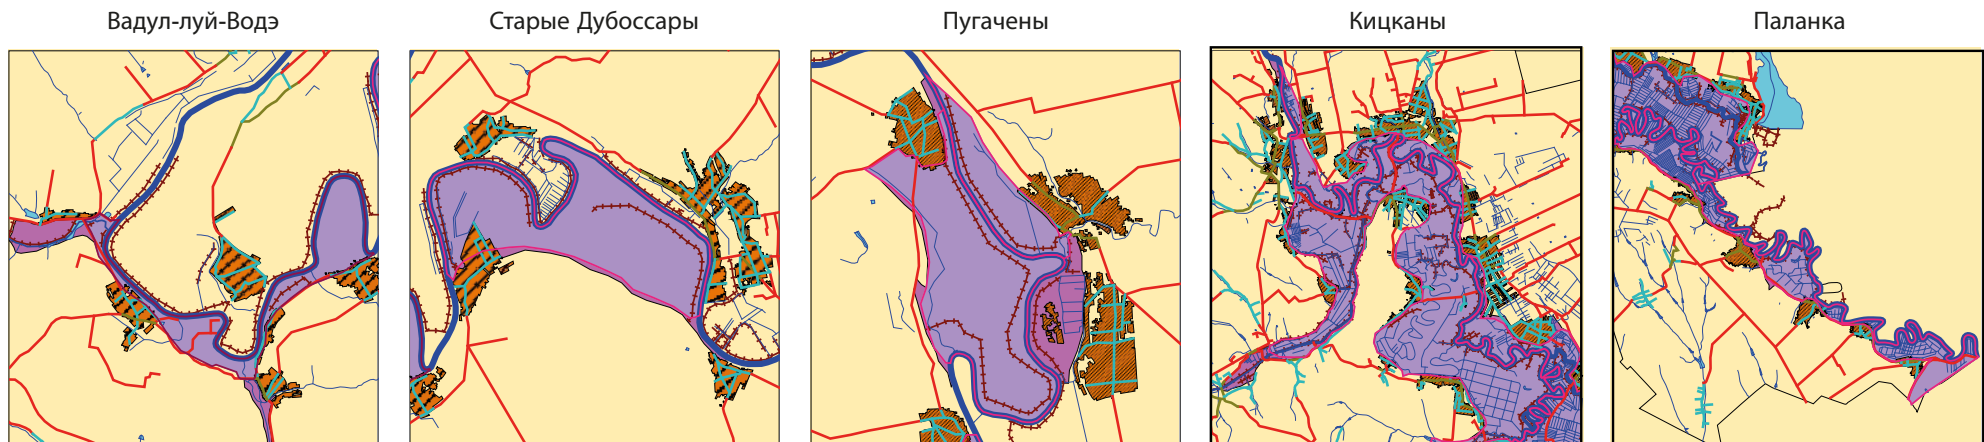 Вадул-луй-Водэ Старые Дубоссары Пугачены Кицканы Паланка